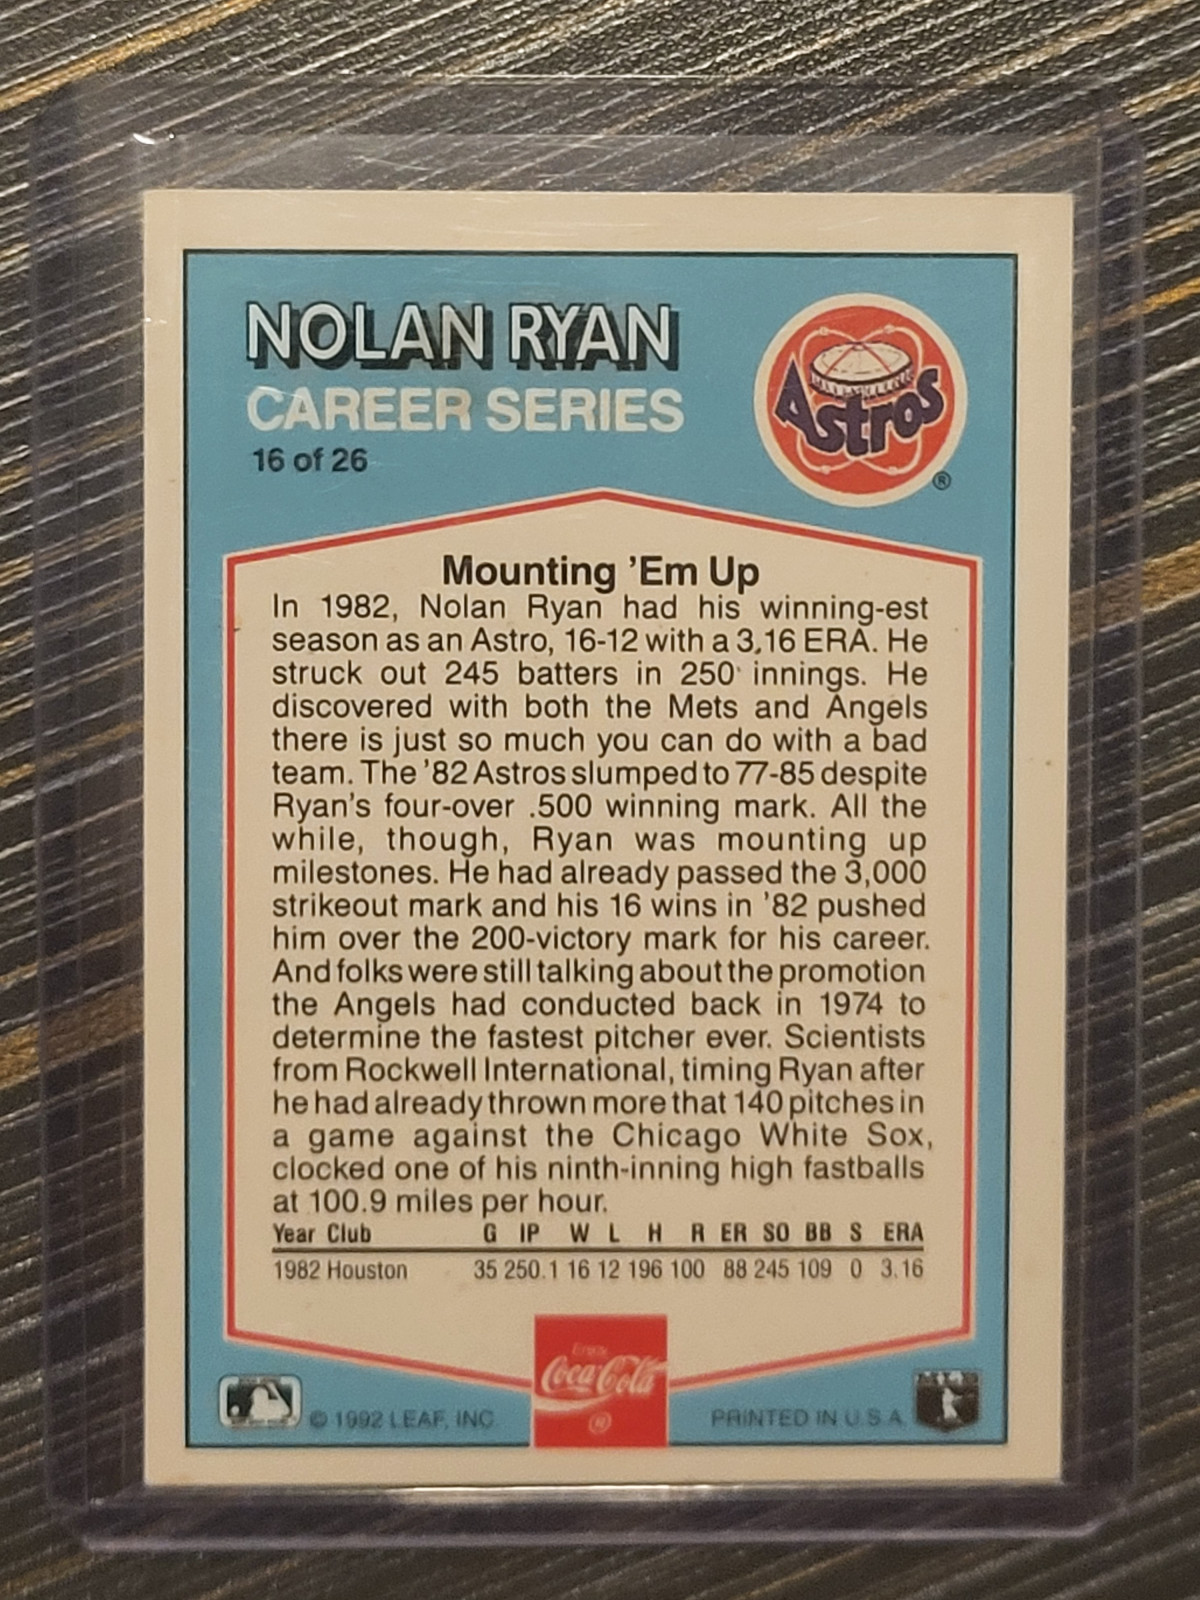 NOLAN RYAN
CAREER SERIES
16 of 26
Astros
®
Mounting 'Em Up
In 1982, Nolan Ryan had his winning-est
season as an Astro, 16-12 with a 3.16 ERA. He
struck out 245 batters in 250 innings. He
discovered with both the Mets and Angels
there is just so much you can do with a bad
team. The '82 Astros slumped to 77-85 despite
Ryan's four-over .500 winning mark. All the
while, though, Ryan was mounting up
milestones. He had already passed the 3,000
strikeout mark and his 16 wins in '82 pushed
him over the 200-victory mark for his career.
And folks were still talking about the promotion
the Angels had conducted back in 1974 to
determine the fastest pitcher ever. Scientists
from Rockwell International, timing Ryan after
he had already thrown more that 140 pitches in
a game against the Chicago White Sox,
clocked one of his ninth-inning high fastballs
at 100.9 miles per hour.
Year Club G IP W L H R ER SO BB S ERA
1982 Houston 35 250.1 16 12 196 100 88 245 109 0 3.16
Enjoy
Coca-Cola
®
© 1992 LEAF, INC.
PRINTED IN U.S.A.